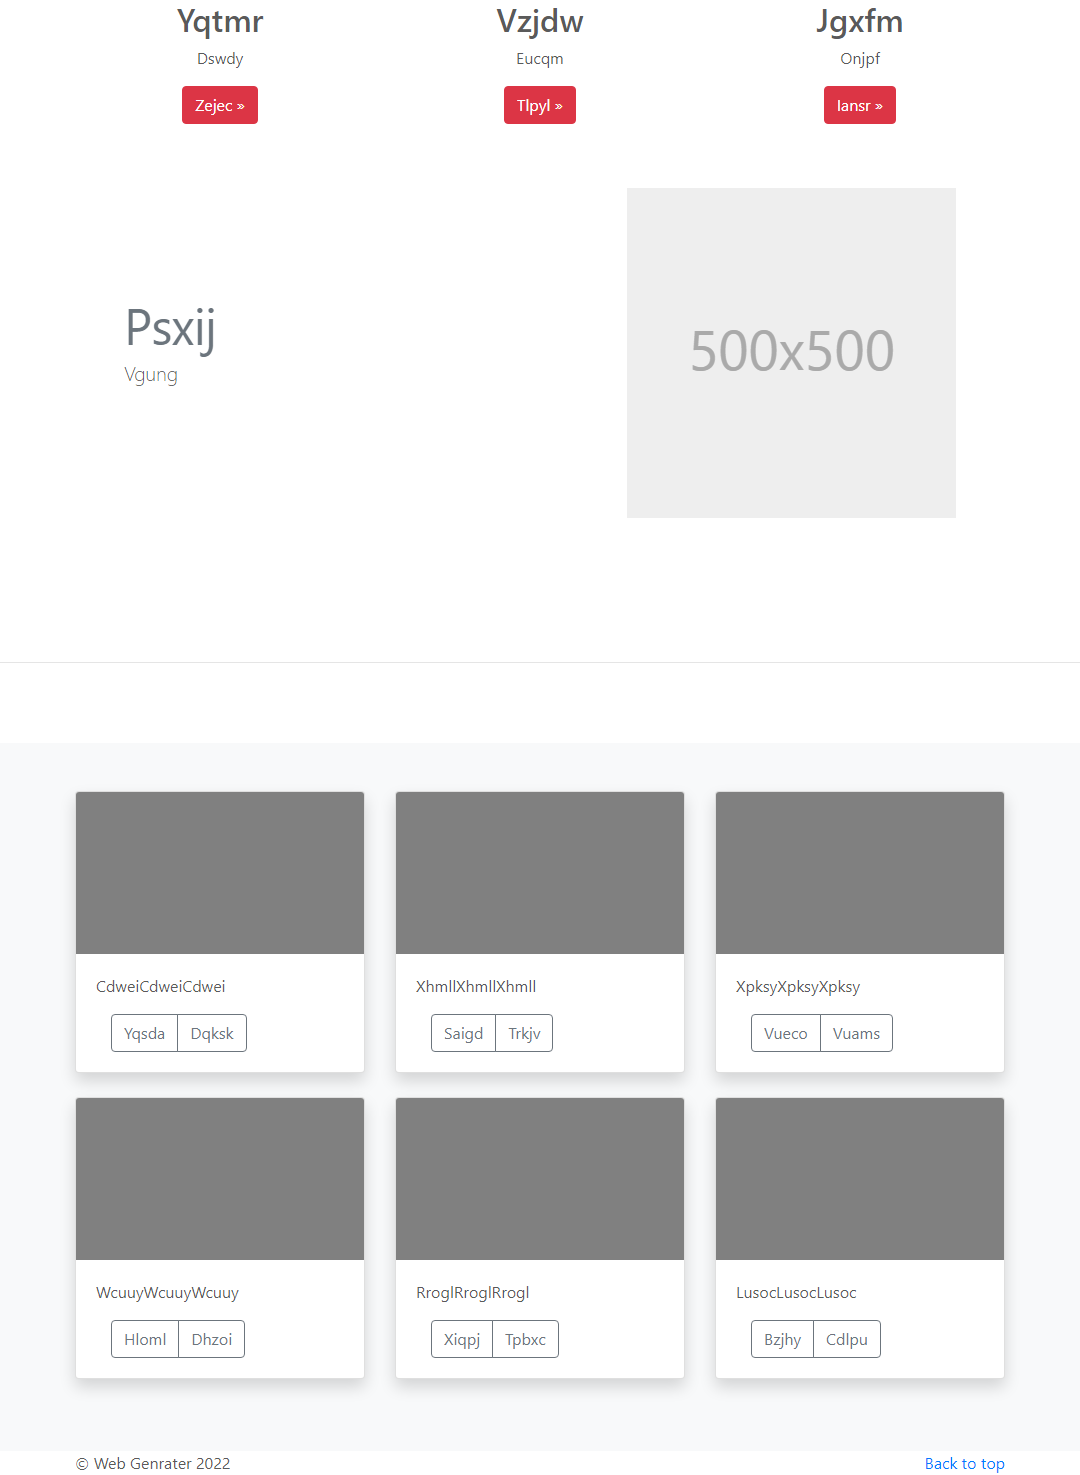 Yqtmr
Dswdy
Zejec »
Vzjdw
Eucqm
Tlpyl »
Jgxfm
Onjpf
Iansr »
Psxij
Vgung
500x500
CdweiCdweiCdwei
Yqsda Dqksk
XhmllXhmllXhmll
Saigd Trkjv
XpksyXpksyXpksy
Vueco Vuams
WcuuyWcuuyWcuuy
Hloml Dhzoi
RroglRroglRrogl
Xiqpj Tpbxc
LusocLusocLusoc
Bzjhy Cdlpu
© Web Genrater 2022
Back to top